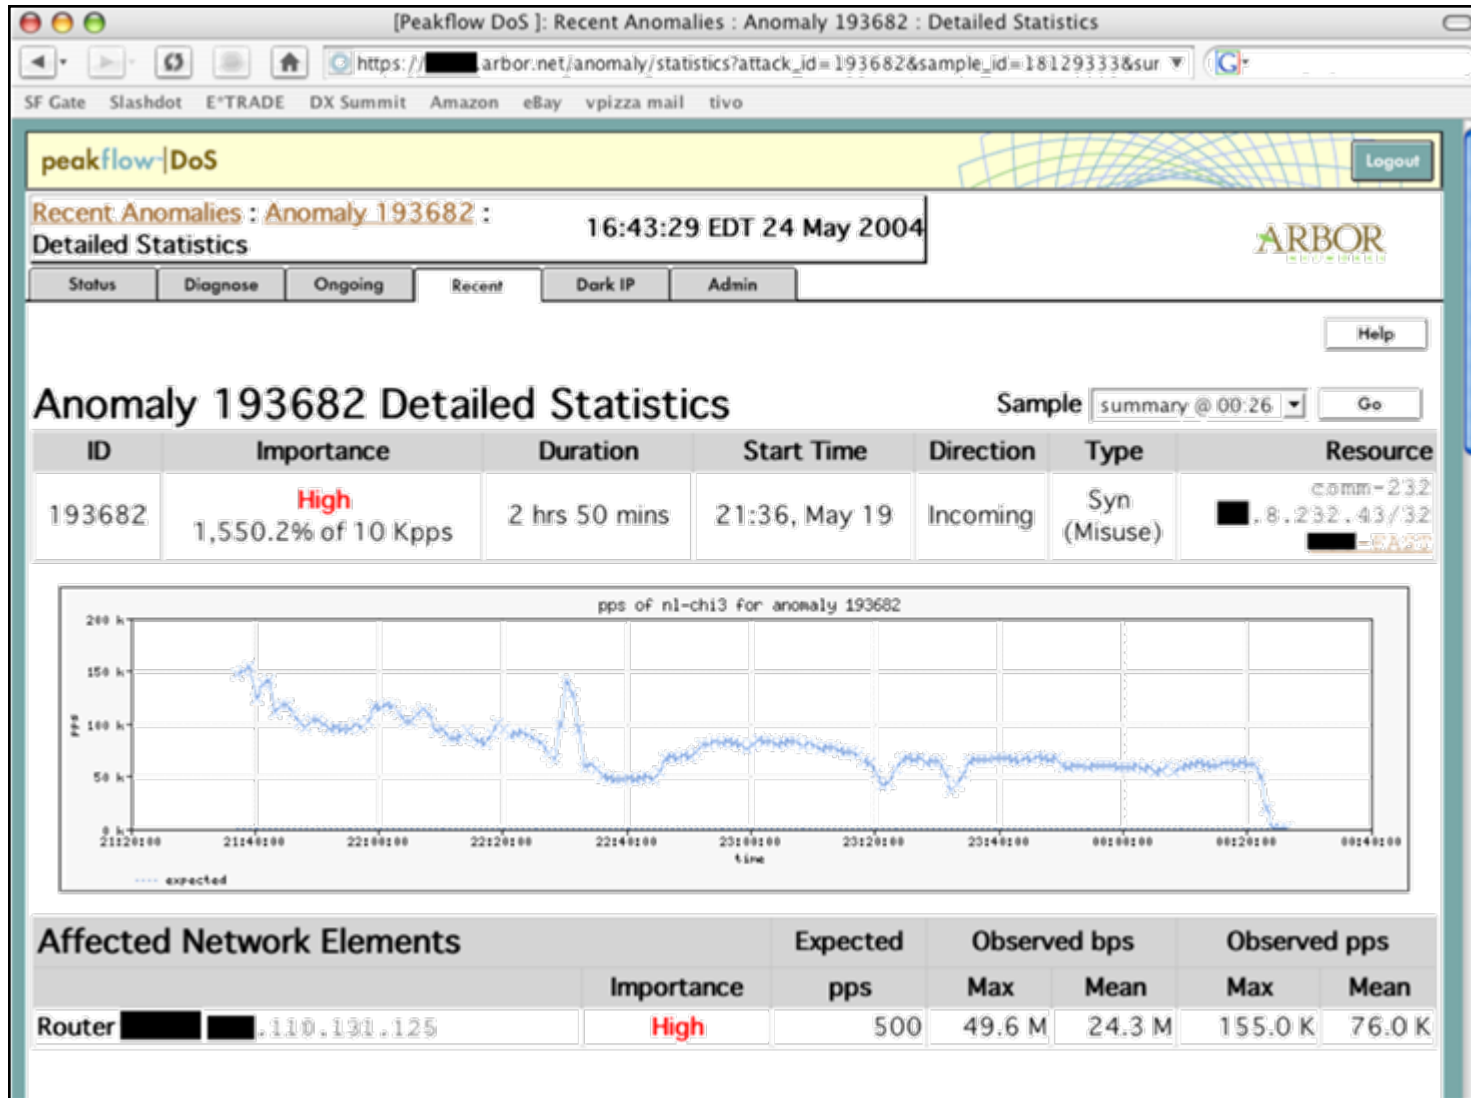 [Peakflow DoS ]: Recent Anomalies : Anomaly 193682 : Detailed Statistics
https:// .arbor.net/anomaly/statistics?attack_id=193682&sample_id=18129333&sur
G
SF Gate Slashdot E*TRADE DX Summit Amazon eBay vpizza mail tivo
peakflow|DoS
Logout
Recent Anomalies : Anomaly 193682 :
Detailed Statistics
16:43:29 EDT 24 May 2004
ARBOR
Status Diagnose Ongoing Recent Dark IP Admin
Help
Anomaly 193682 Detailed Statistics
Sample summary @ 00:26 Go
ID Importance Duration Start Time Direction Type Resource
193682 High 1,550.2% of 10 Kpps 2 hrs 50 mins 21:36, May 19 Incoming Syn (Misuse) comm-232
.8.232.43/32
-EAST
pps of nl-chi3 for anomaly 193682
200 k
150 k
100 k
50 k
0 k
pps
21:20:00 21:40:00 22:00:00 22:20:00 22:40:00 23:00:00 23:20:00 23:40:00 00:00:00 00:20:00 00:40:00
time
expected
Affected Network Elements Expected Observed bps Observed pps
Importance pps Max Mean Max Mean
Router .110.131.125 High 500 49.6 M 24.3 M 155.0 K 76.0 K